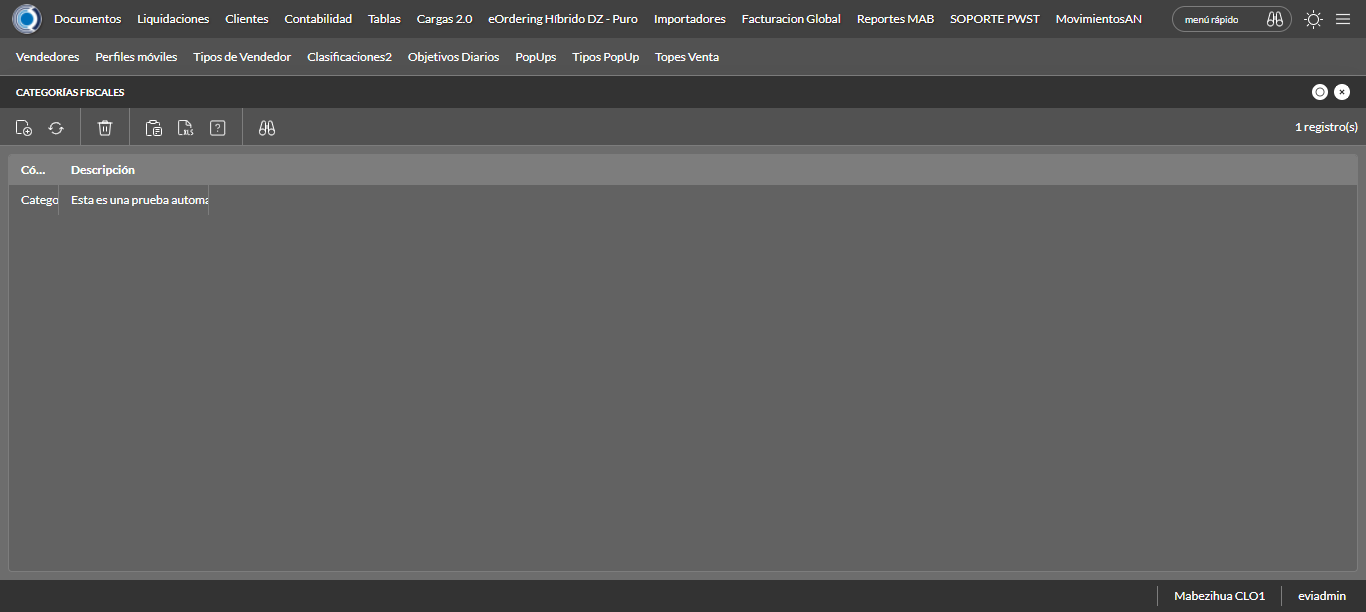 Documentos Liquidaciones Clientes Contabilidad Tablas Cargas 2.0 eOrdering Híbrido DZ - Puro Importadores Facturacion Global Reportes MAB SOPORTE PWST MovimientosAN menú rápido
Vendedores Perfiles móviles Tipos de Vendedor Clasificaciones2 Objetivos Diarios PopUps Tipos PopUp Topes Venta
CATEGORÍAS FISCALES
XLS ? 1 registro(s)
Có... Descripción
Catego Esta es una prueba automa
Mabezihua CLO1 eviadmin